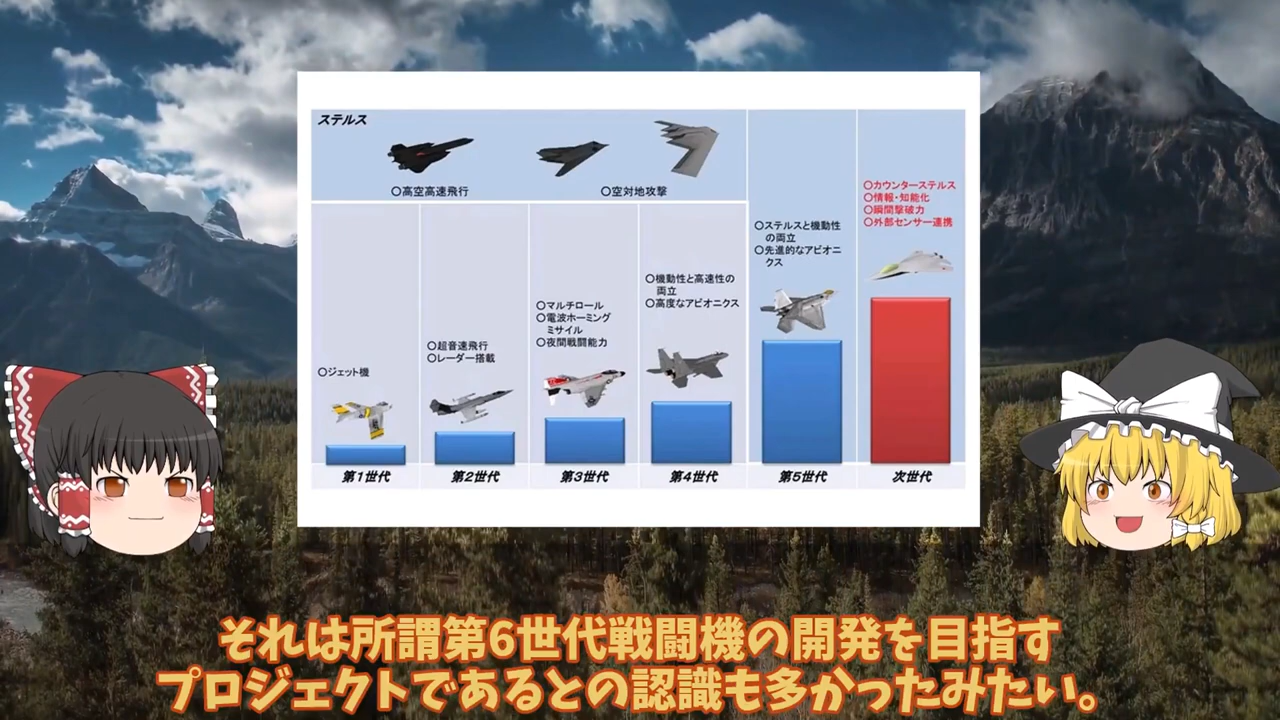 ステルス
○高空高速飛行
○空対地攻撃
○ジェット機
○超音速飛行
○レーダー搭載
○マルチロール
○電波ホーミング
ミサイル
○夜間戦闘能力
○機動性と高速性の
両立
○高度なアビオニクス
○ステルスと機動性
の両立
○先進的なアビオニ
クス
○カウンターステルス
○情報・知能化
○瞬間撃破力
○外部センサー連携
第1世代
第2世代
第3世代
第4世代
第5世代
次世代
それは所謂第6世代戦闘機の開発を目指す
プロジェクトであるとの認識も多かったみたい。